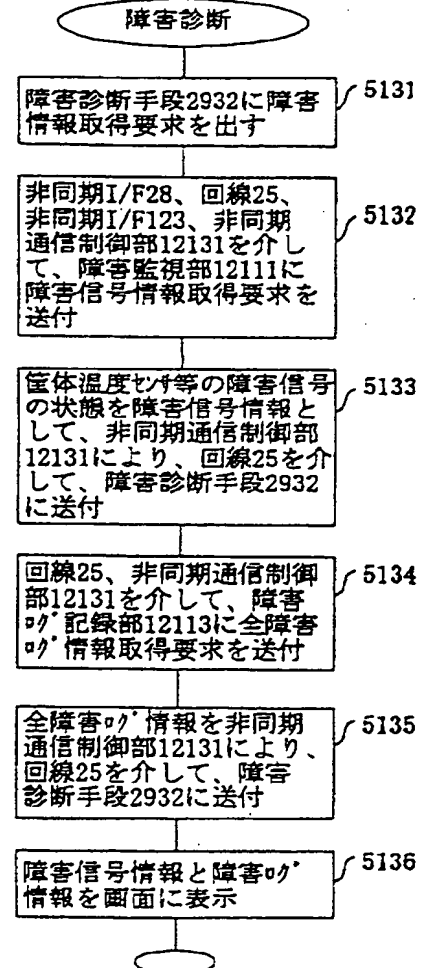 障害診断
障害診断手段2932に障害
情報取得要求を出す
5131
非同期I/F28、回線25、
非同期I/F123、非同期
通信制御部12131を介し
て、障害監視部12111に
障害信号情報取得要求を
送付
5132
筐体温度ｾﾝｻ等の障害信号
の状態を障害信号情報と
して、非同期通信制御部
12131により、回線25を介
して、障害診断手段2932
に送付
5133
回線25、非同期通信制御
部12131を介して、障害
ﾛｸﾞ記録部12113に全障害
ﾛｸﾞ情報取得要求を送付
5134
全障害ﾛｸﾞ情報を非同期
通信制御部12131により、
回線25を介して、障害
診断手段2932に送付
5135
障害信号情報と障害ﾛｸﾞ
情報を画面に表示
5136